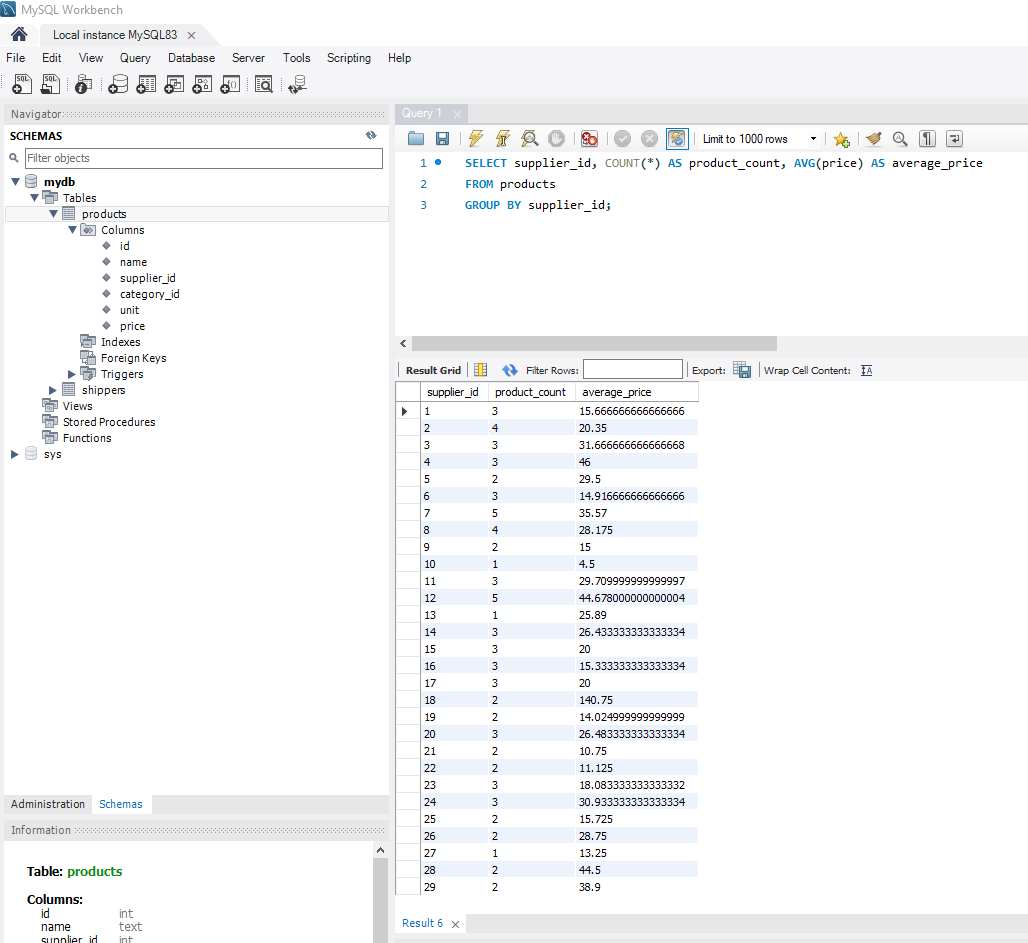 MySQL Workbench
Local instance MySQL83
File Edit View Query Database Server Tools Scripting Help
SQL SQL
Navigator
SCHEMAS
Filter objects
mydb
Tables
products
Columns
id
name
supplier_id
category_id
unit
price
Indexes
Foreign Keys
Triggers
shippers
Views
Stored Procedures
Functions
sys
Administration Schemas
Information
Table: products
Columns:
id int
name text
supplier_id int
Query 1
Limit to 1000 rows
1 SELECT supplier_id, COUNT(*) AS product_count, AVG(price) AS average_price
2 FROM products
3 GROUP BY supplier_id;
Result Grid Filter Rows: Export: Wrap Cell Content:
supplier_id product_count average_price
1 3 15.666666666666666
2 4 20.35
3 3 31.666666666666668
4 3 46
5 2 29.5
6 3 14.916666666666666
7 5 35.57
8 4 28.175
9 2 15
10 1 4.5
11 3 29.709999999999997
12 5 44.678000000000004
13 1 25.89
14 3 26.433333333333334
15 3 20
16 3 15.333333333333334
17 3 20
18 2 140.75
19 2 14.024999999999999
20 3 26.483333333333334
21 2 10.75
22 2 11.125
23 3 18.083333333333332
24 3 30.933333333333334
25 2 15.725
26 2 28.75
27 1 13.25
28 2 44.5
29 2 38.9
Result 6